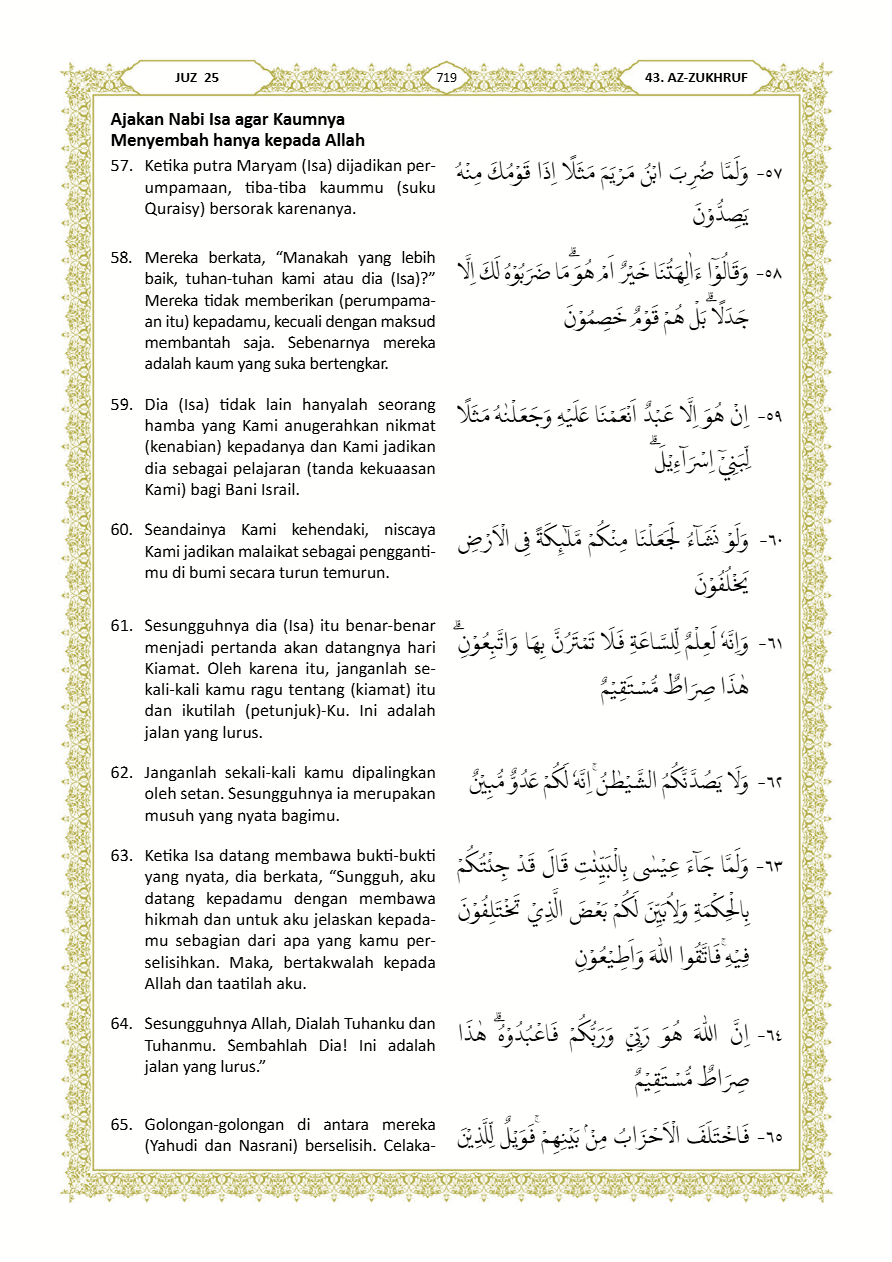 JUZ 25
719
43. AZ-ZUKHRUF
Ajakan Nabi Isa agar Kaumnya
Menyembah hanya kepada Allah
57. Ketika putra Maryam (Isa) dijadikan per-
umpamaan, tiba-tiba kaummu (suku
Quraisy) bersorak karenanya.
٥٧- وَلَمَّا ضُرِبَ ابْنُ مَرْيَمَ مَثَلًا اِذَا قَوْمُكَ مِنْهُ
يَصِدُّوْنَ
58. Mereka berkata, “Manakah yang lebih
baik, tuhan-tuhan kami atau dia (Isa)?”
Mereka tidak memberikan (perumpama-
an itu) kepadamu, kecuali dengan maksud
membantah saja. Sebenarnya mereka
adalah kaum yang suka bertengkar.
٥٨- وَقَالُوْٓا ءَاٰلِهَتُنَا خَيْرٌ اَمْ هُوَ ۗمَا ضَرَبُوْهُ لَكَ اِلَّا
جَدَلًا ۗبَلْ هُمْ قَوْمٌ خَصِمُوْنَ
59. Dia (Isa) tidak lain hanyalah seorang
hamba yang Kami anugerahkan nikmat
(kenabian) kepadanya dan Kami jadikan
dia sebagai pelajaran (tanda kekuaasan
Kami) bagi Bani Israil.
٥٩- اِنْ هُوَ اِلَّا عَبْدٌ اَنْعَمْنَا عَلَيْهِ وَجَعَلْنٰهُ مَثَلًا
لِّبَنِيْٓ اِسْرَاۤءِيْلَ ۗ
60. Seandainya Kami kehendaki, niscaya
Kami jadikan malaikat sebagai pengganti-
mu di bumi secara turun temurun.
٦٠- وَلَوْ نَشَاۤءُ لَجَعَلْنَا مِنْكُمْ مَّلٰۤىِٕكَةً فِى الْاَرْضِ
يَخْلُفُوْنَ
61. Sesungguhnya dia (Isa) itu benar-benar
menjadi pertanda akan datangnya hari
Kiamat. Oleh karena itu, janganlah se-
kali-kali kamu ragu tentang (kiamat) itu
dan ikutilah (petunjuk)-Ku. Ini adalah
jalan yang lurus.
٦١- وَاِنَّهٗ لَعِلْمٌ لِّلسَّاعَةِ فَلَا تَمْتَرُنَّ بِهَا وَاتَّبِعُوْنِ ۗ
هٰذَا صِرَاطٌ مُّسْتَقِيْمٌ
62. Janganlah sekali-kali kamu dipalingkan
oleh setan. Sesungguhnya ia merupakan
musuh yang nyata bagimu.
٦٢- وَلَا يَصُدَّنَّكُمُ الشَّيْطٰنُ ۚاِنَّهٗ لَكُمْ عَدُوٌّ مُّبِيْنٌ
63. Ketika Isa datang membawa bukti-bukti
yang nyata, dia berkata, “Sungguh, aku
datang kepadamu dengan membawa
hikmah dan untuk aku jelaskan kepada-
mu sebagian dari apa yang kamu per-
selisihkan. Maka, bertakwalah kepada
Allah dan taatilah aku.
٦٣- وَلَمَّا جَاۤءَ عِيْسٰى بِالْبَيِّنٰتِ قَالَ قَدْ جِئْتُكُمْ
بِالْحِكْمَةِ وَلِاُبَيِّنَ لَكُمْ بَعْضَ الَّذِيْ تَخْتَلِفُوْنَ
فِيْهِ ۚفَاتَّقُوا اللّٰهَ وَاَطِيْعُوْنِ
64. Sesungguhnya Allah, Dialah Tuhanku dan
Tuhanmu. Sembahlah Dia! Ini adalah
jalan yang lurus.”
٦٤- اِنَّ اللّٰهَ هُوَ رَبِّيْ وَرَبُّكُمْ فَاعْبُدُوْهُ ۗهٰذَا
صِرَاطٌ مُّسْتَقِيْمٌ
65. Golongan-golongan di antara mereka
(Yahudi dan Nasrani) berselisih. Celaka-
٦٥- فَاخْتَلَفَ الْاَحْزَابُ مِنْۢ بَيْنِهِمْ ۚفَوَيْلٌ لِّلَّذِيْنَ